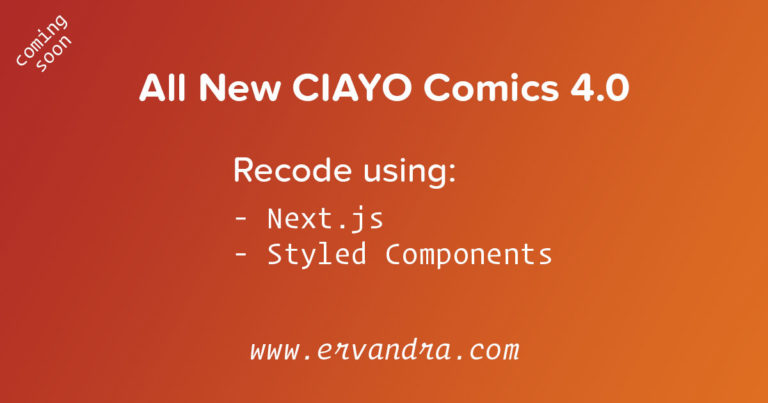 coming
soon
All New CIAYO Comics 4.0
Recode using:
- Next.js
- Styled Components
www.ervandra.com